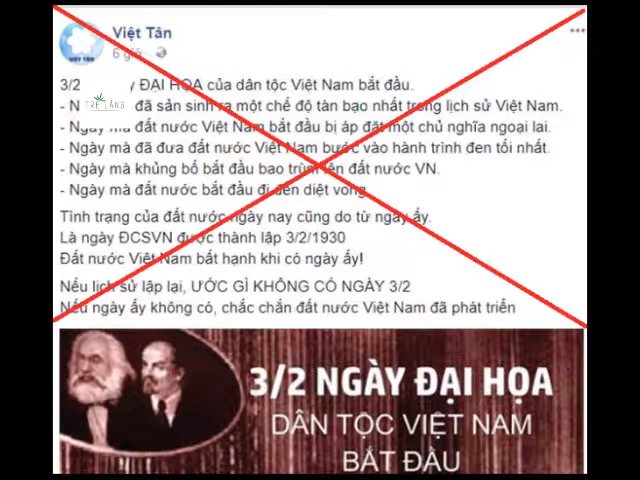 Việt Tân
6 giờ
VIỆT TÂN
3/2 ĐẠI HỌA của dân tộc Việt Nam bắt đầu.
- N đã sản sinh ra một chế độ tàn bạo nhất trong lịch sử Việt Nam.
TRE LÀNG
- Ngày mà đất nước Việt Nam bắt đầu bị áp đặt một chủ nghĩa ngoại lai.
- Ngày mà đã đưa đất nước Việt Nam bước vào hành trình đen tối nhất.
- Ngày mà khủng bố bắt đầu bao trùm lên đất nước VN.
- Ngày mà đất nước bắt đầu đi đến diệt vong.
Tình trạng của đất nước ngày nay cũng do từ ngày ấy.
Là ngày ĐCSVN được thành lập 3/2/1930
Đất nước Việt Nam bất hạnh khi có ngày ấy!
Nếu lịch sử lập lại, ƯỚC GÌ KHÔNG CÓ NGÀY 3/2
Nếu ngày ấy không có, chắc chắn đất nước Việt Nam đã phát triển
3/2 NGÀY ĐẠI HỌA
DÂN TỘC VIỆT NAM
BẮT ĐẦU